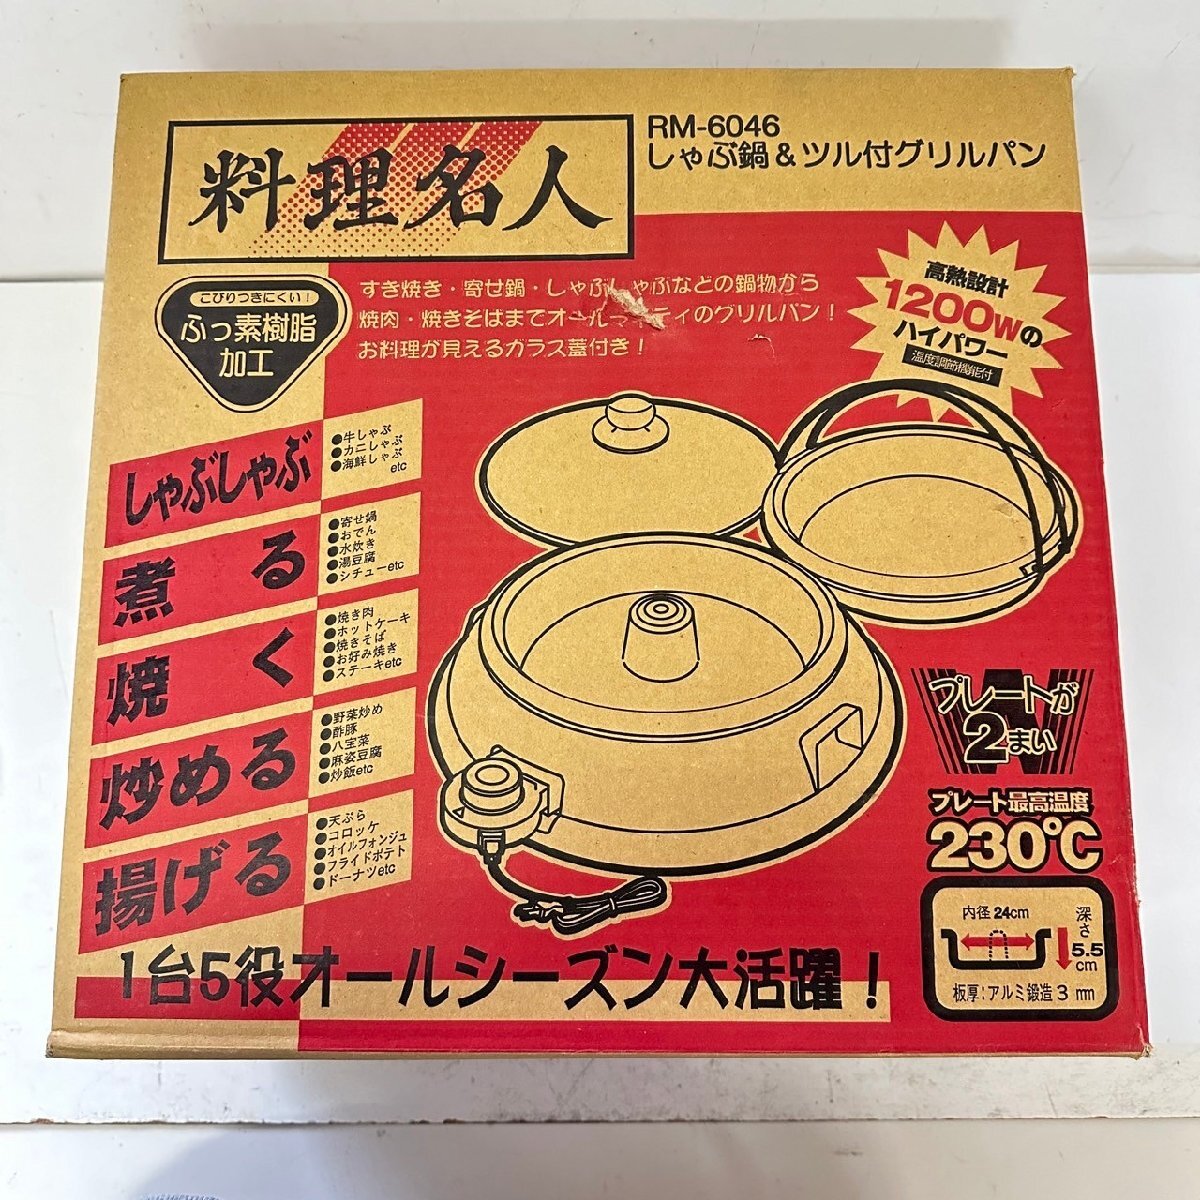 料理名人
RM-6046
しゃぶ鍋&ツル付グリルパン
こびりつきにくい!
ふっ素樹脂
加工
すき焼き・寄せ鍋・しゃぶしゃぶなどの鍋物から
焼肉・焼きそばまでオールマイティのグリルパン!
お料理が見えるガラス蓋付き!
高熱設計
1200Wの
ハイパワー
温度調節機能付
しゃぶしゃぶ
●牛しゃぶ
●カニしゃぶ
●海鮮しゃぶ
etc
煮る
●寄せ鍋
●おでん
●水炊き
●湯豆腐
●シチューetc
焼く
●焼き肉
●ホットケーキ
●焼きそば
●お好み焼き
●ステーキetc
炒める
●野菜炒め
●酢豚
●八宝菜
●麻姿豆腐
●炒飯etc
揚げる
●天ぷら
●コロッケ
●オイルフォンジュ
●フライドポテト
●ドーナツetc
プレートが
2まい
プレート最高温度
230℃
内径24cm
深さ
5.5
cm
板厚:アルミ鍛造3mm
1台5役オールシーズン大活躍!